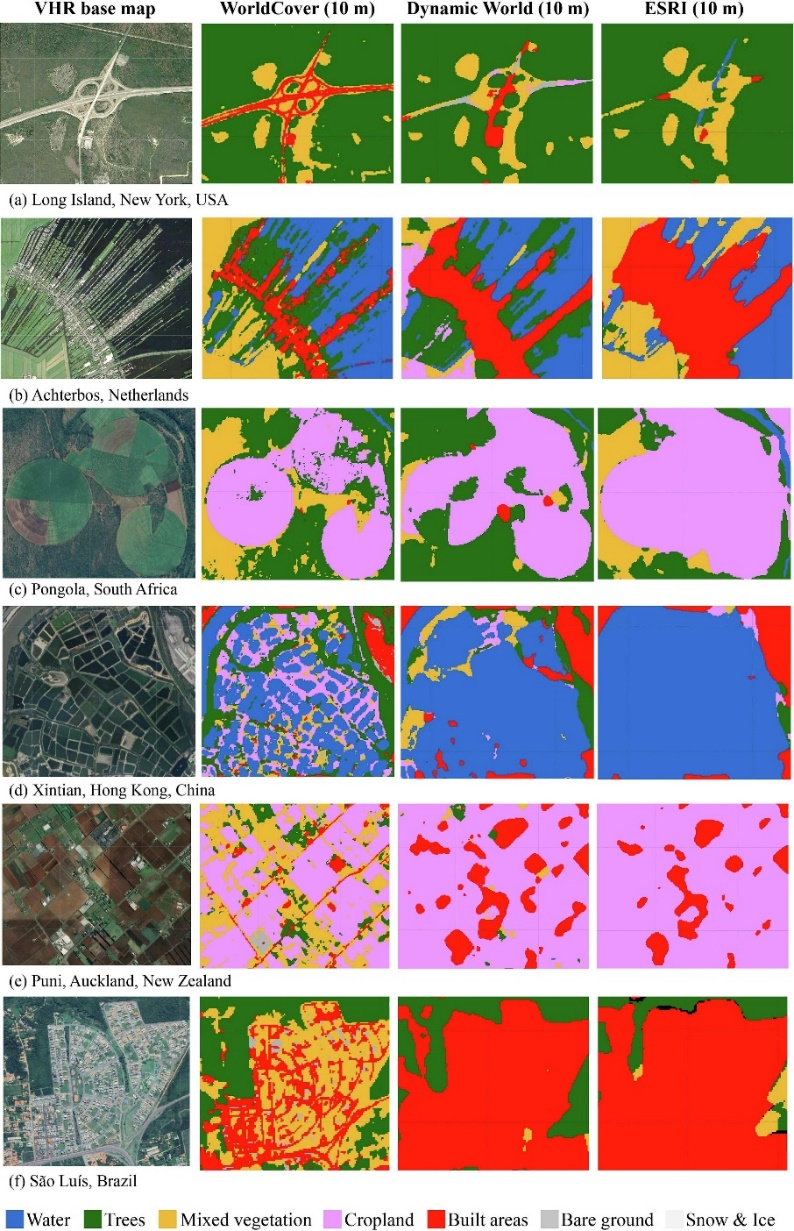 VHR base map WorldCover (10 m) Dynamic World (10 m) ESRI (10 m)
(a) Long Island, New York, USA
(b) Achterbos, Netherlands
(c) Pongola, South Africa
(d) Xintian, Hong Kong, China
(e) Puni, Auckland, New Zealand
(f) São Luís, Brazil
Water Trees Mixed vegetation Cropland Built areas Bare ground Snow & Ice